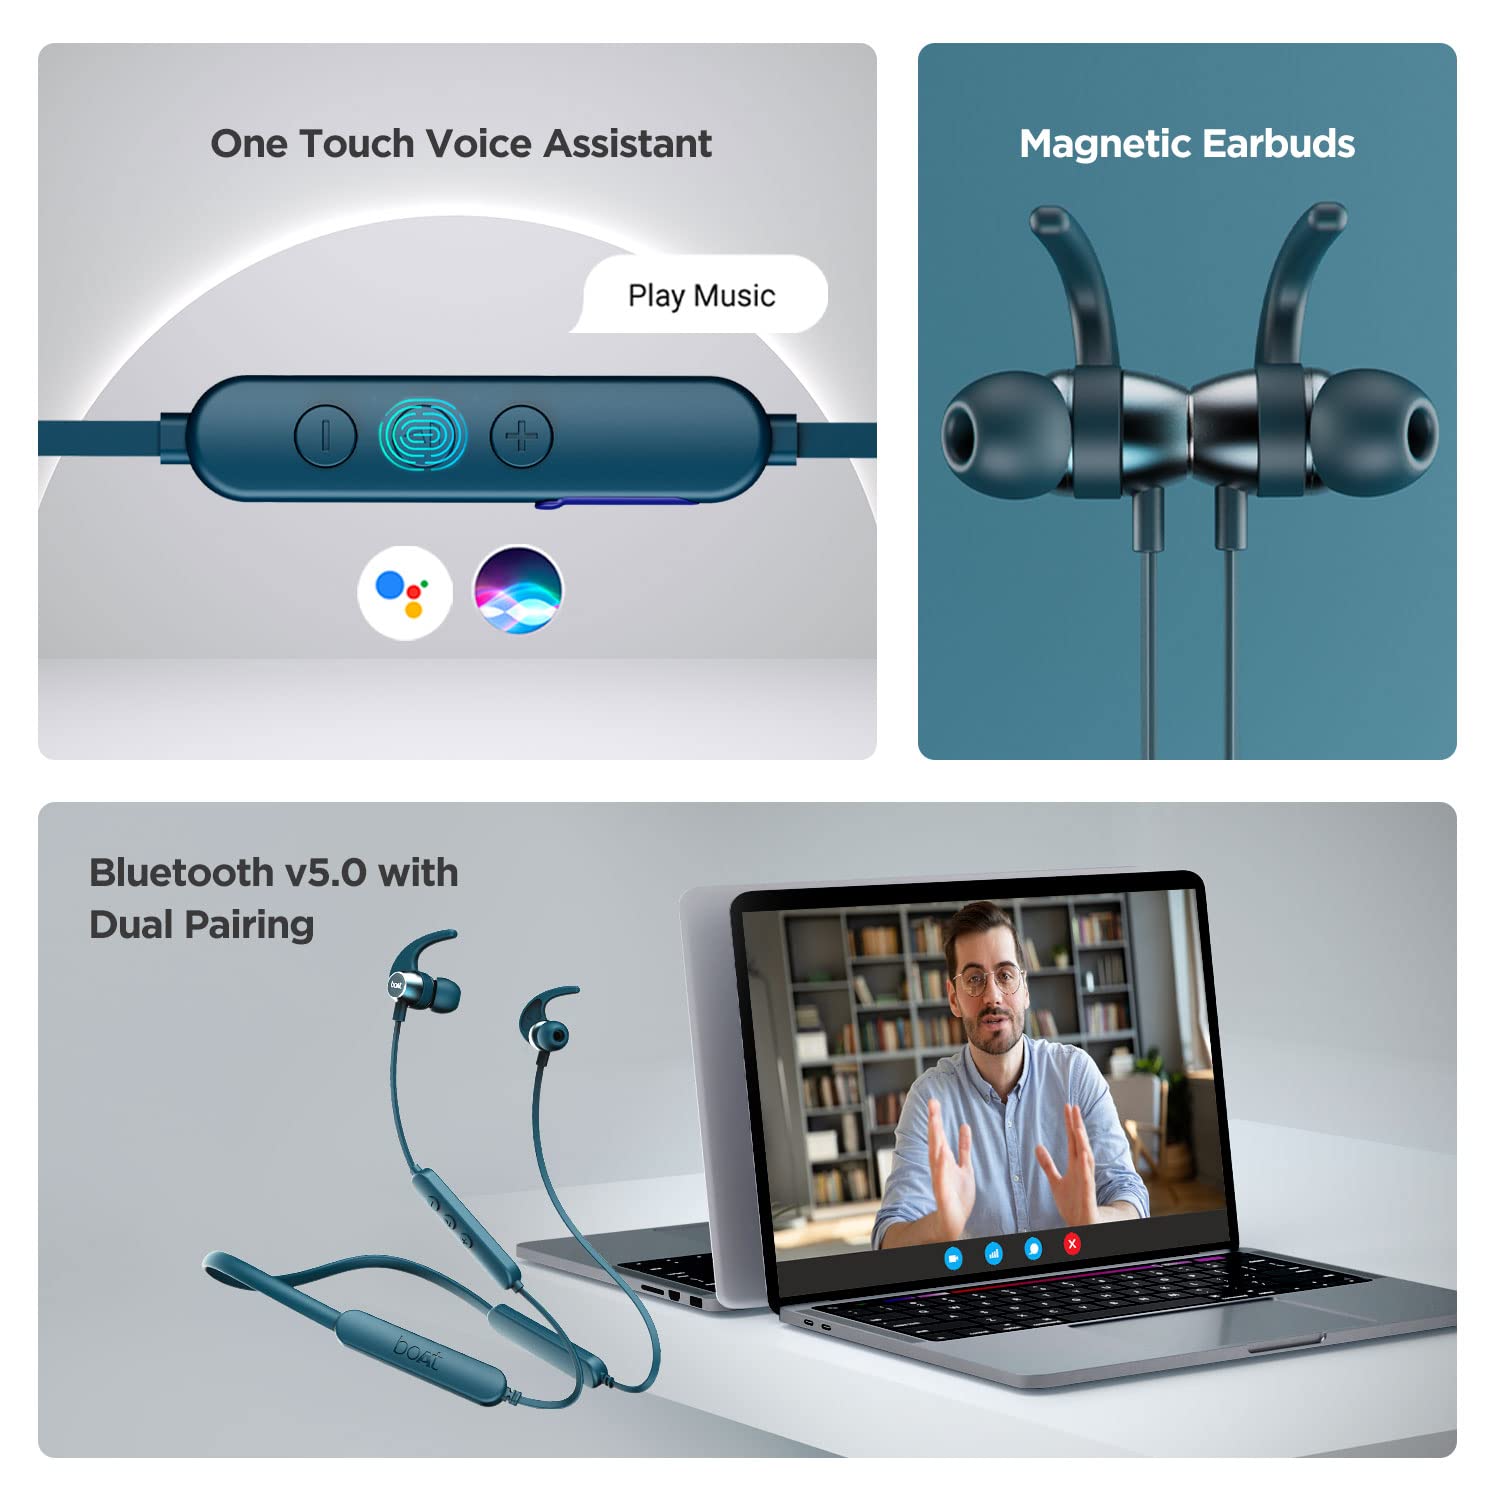 One Touch Voice Assistant
Play Music
Magnetic Earbuds
Bluetooth v5.0 with
Dual Pairing
boAt
boAt